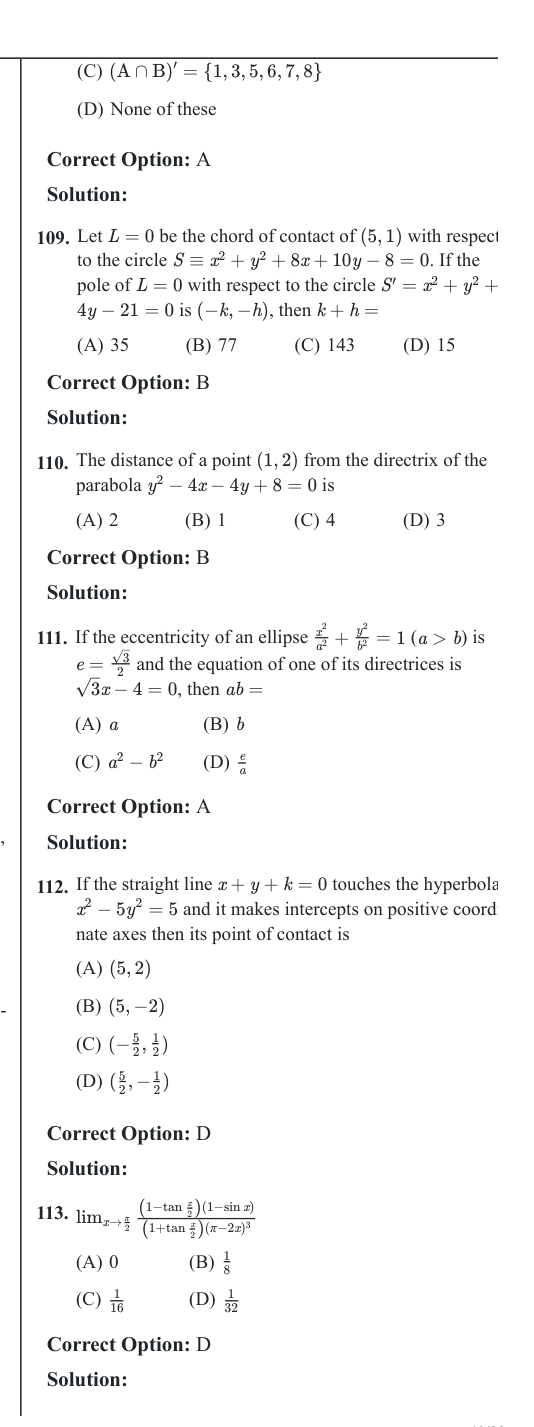 (C) (A ∩ B)′ = {1, 3, 5, 6, 7, 8}
(D) None of these
Correct Option: A
Solution:
109. Let L = 0 be the chord of contact of (5, 1) with respect
to the circle S ≡ x² + y² + 8x + 10y − 8 = 0. If the
pole of L = 0 with respect to the circle S′ = x² + y² +
4y − 21 = 0 is (−k, −h), then k + h =
(A) 35 (B) 77 (C) 143 (D) 15
Correct Option: B
Solution:
110. The distance of a point (1, 2) from the directrix of the
parabola y² − 4x − 4y + 8 = 0 is
(A) 2 (B) 1 (C) 4 (D) 3
Correct Option: B
Solution:
111. If the eccentricity of an ellipse x²/a² + y²/b² = 1 (a > b) is
e = √3/2 and the equation of one of its directrices is
√3x − 4 = 0, then ab =
(A) a (B) b
(C) a² − b² (D) e/a
Correct Option: A
Solution:
,
112. If the straight line x + y + k = 0 touches the hyperbola
x² − 5y² = 5 and it makes intercepts on positive coord
nate axes then its point of contact is
(A) (5, 2)
(B) (5, −2)
-
(C) (−5/2, 1/2)
(D) (5/2, −1/2)
Correct Option: D
Solution:
113. lim x→π/2 (1−tan x/2)(1−sin x) / (1+tan x/2)(π−2x)³
(A) 0 (B) 1/8
(C) 1/16 (D) 1/32
Correct Option: D
Solution: